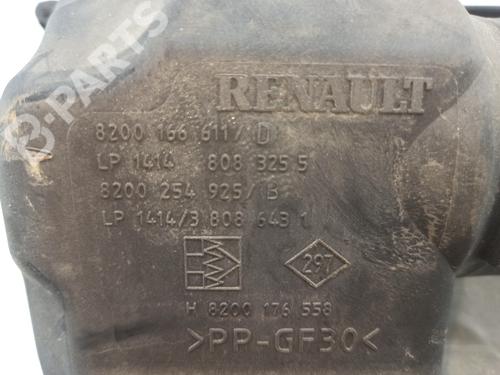 RENAULT
8200 166 611/ D
LP 1414 808 325 5
8200 254 925/ B
LP 1414/3 808 643 1
297
H 8200 176 558
>PP-GF30<
B-PARTS